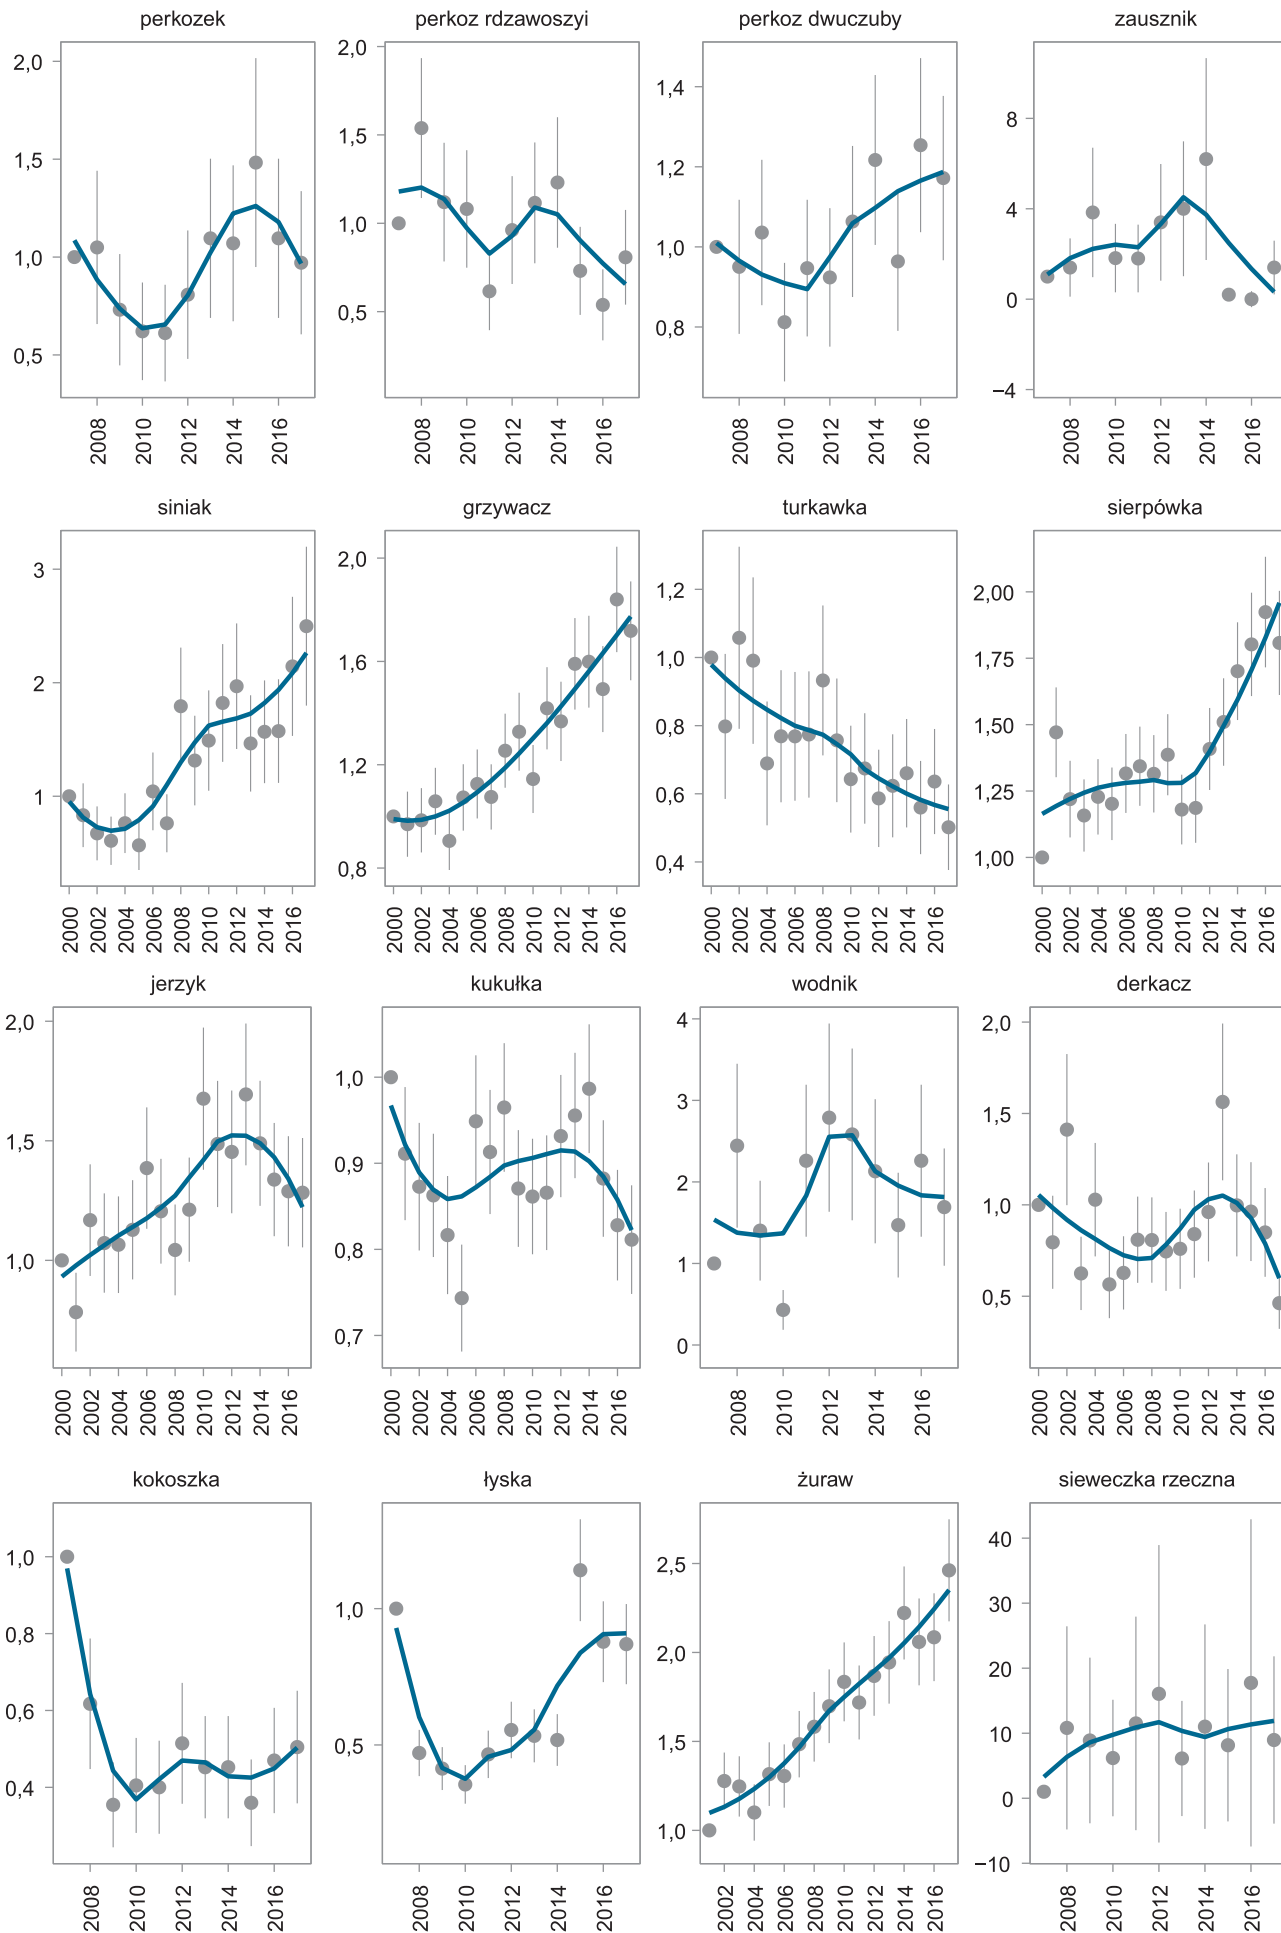 perkozek perkoz rdzawoszyi perkoz dwuczuby zausznik
2,0 1,5 1,0 0,5
2,0 1,5 1,0 0,5
1,4 1,2 1,0 0,8
8 4 0 −4
2008 2010 2012 2014 2016
2008 2010 2012 2014 2016
2008 2010 2012 2014 2016
2008 2010 2012 2014 2016
siniak grzywacz turkawka sierpówka
3 2 1
2,0 1,6 1,2 0,8
1,2 1,0 0,8 0,6 0,4
2,00 1,75 1,50 1,25 1,00
2000 2002 2004 2006 2008 2010 2012 2014 2016
2000 2002 2004 2006 2008 2010 2012 2014 2016
2000 2002 2004 2006 2008 2010 2012 2014 2016
2000 2002 2004 2006 2008 2010 2012 2014 2016
jerzyk kukułka wodnik derkacz
2,0 1,5 1,0
1,0 0,9 0,8 0,7
4 3 2 1 0
2,0 1,5 1,0 0,5
2000 2002 2004 2006 2008 2010 2012 2014 2016
2000 2002 2004 2006 2008 2010 2012 2014 2016
2008 2010 2012 2014 2016
2000 2002 2004 2006 2008 2010 2012 2014 2016
kokoszka łyska żuraw sieweczka rzeczna
1,0 0,8 0,6 0,4
1,0 0,5
2,5 2,0 1,5 1,0
40 30 20 10 0 −10
2008 2010 2012 2014 2016
2008 2010 2012 2014 2016
2002 2004 2006 2008 2010 2012 2014 2016
2008 2010 2012 2014 2016